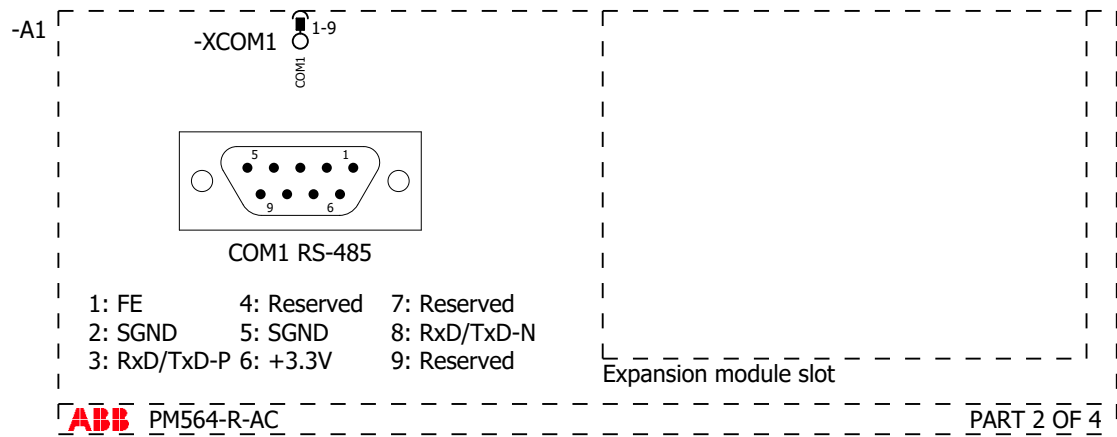 -A1
-XCOM1
1-9
COM1
5 1
9 6
COM1 RS-485
1: FE 4: Reserved 7: Reserved
2: SGND 5: SGND 8: RxD/TxD-N
3: RxD/TxD-P 6: +3.3V 9: Reserved
Expansion module slot
ABB PM564-R-AC PART 2 OF 4